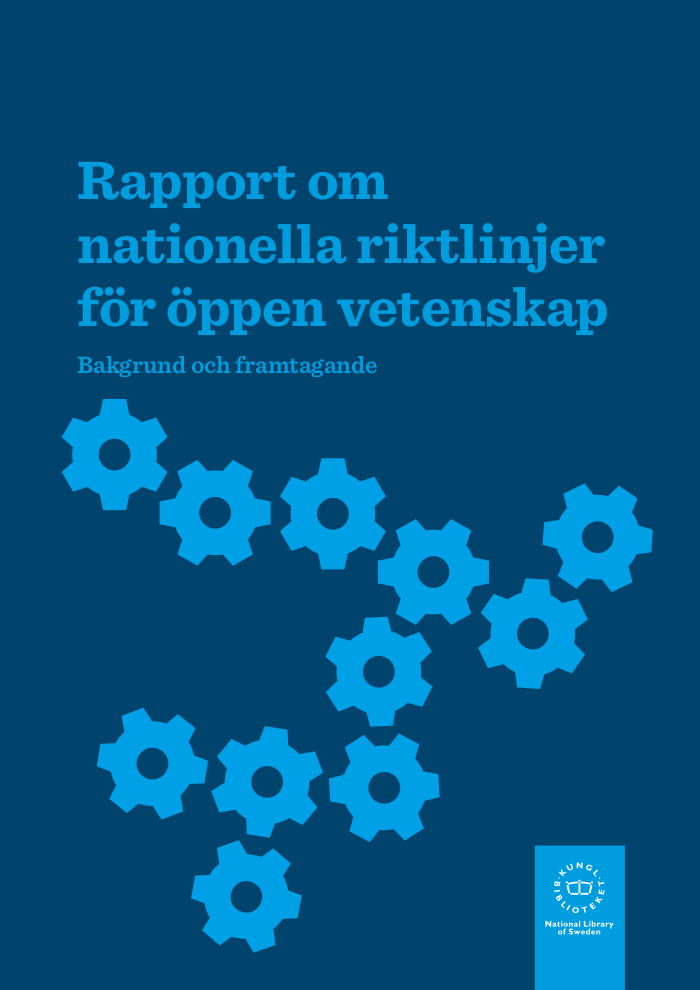 Rapport om
nationella riktlinjer
för öppen vetenskap
Bakgrund och framtagande
·KUNGL·
BIBLIOTEKET
National Library
of Sweden